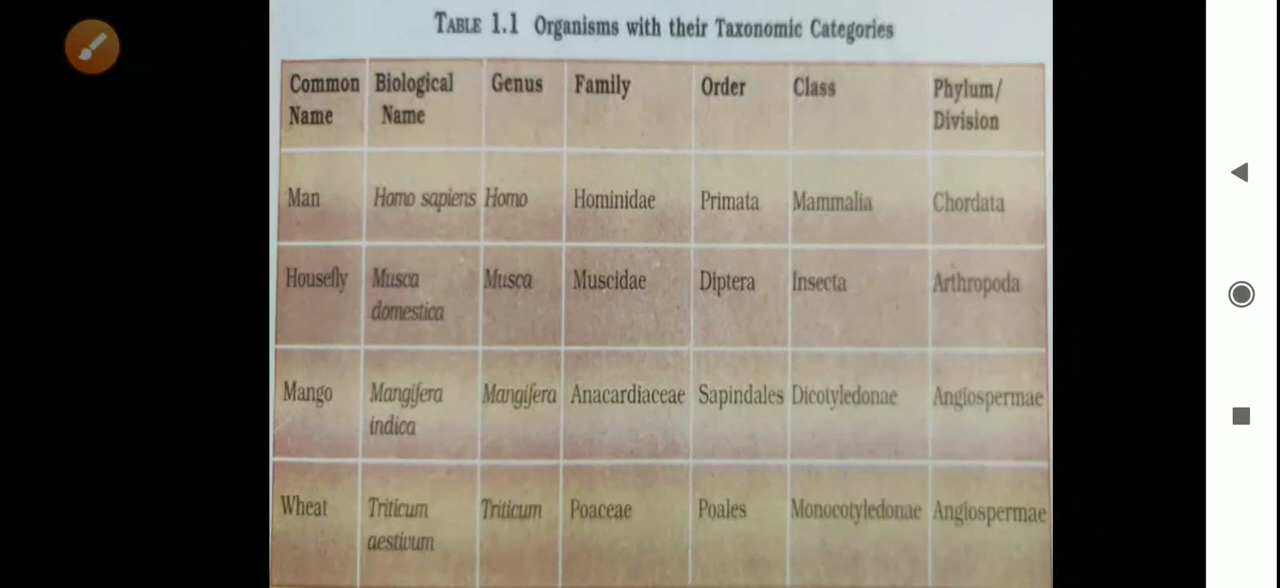 TABLE 1.1 Organisms with their Taxonomic Categories
Common Biological Genus Family Order Class Phylum/
Name Name Division
Man Homo sapiens Homo Hominidae Primata Mammalia Chordata
Housefly Musca Musca Muscidae Diptera Insecta Arthropoda
domestica
Mango Mangifera Mangifera Anacardiaceae Sapindales Dicotyledonae Angiospermae
indica
Wheat Triticum Triticum Poaceae Poales Monocotyledonae Angiospermae
aestivum